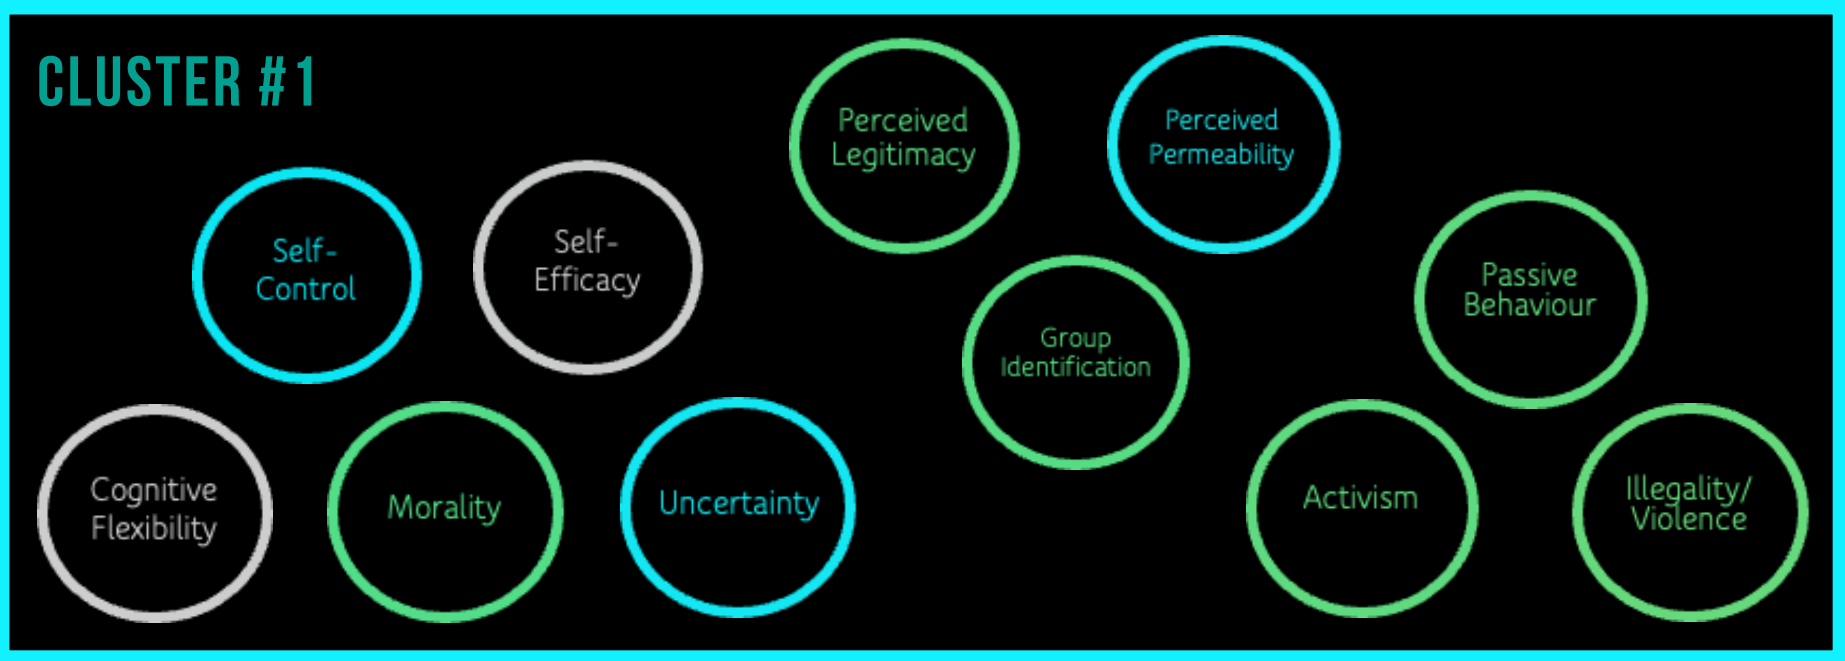 CLUSTER #1
Perceived
Legitimacy
Perceived
Permeability
Self-
Control
Self-
Efficacy
Passive
Behaviour
Group
Identification
Cognitive
Flexibility
Morality
Uncertainty
Activism
Illegality/
Violence